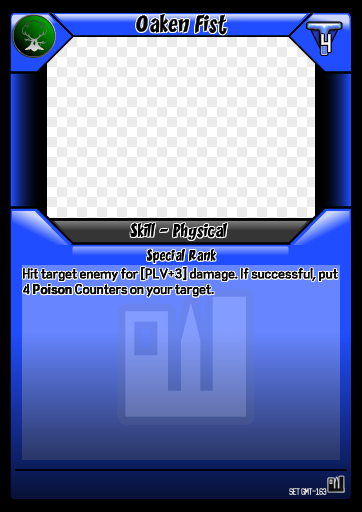 Oaken Fist
4
Skill - Physical
Special Rank
Hit target enemy for [PLV+3] damage. If successful, put
4 Poison Counters on your target.
SET GMT-163